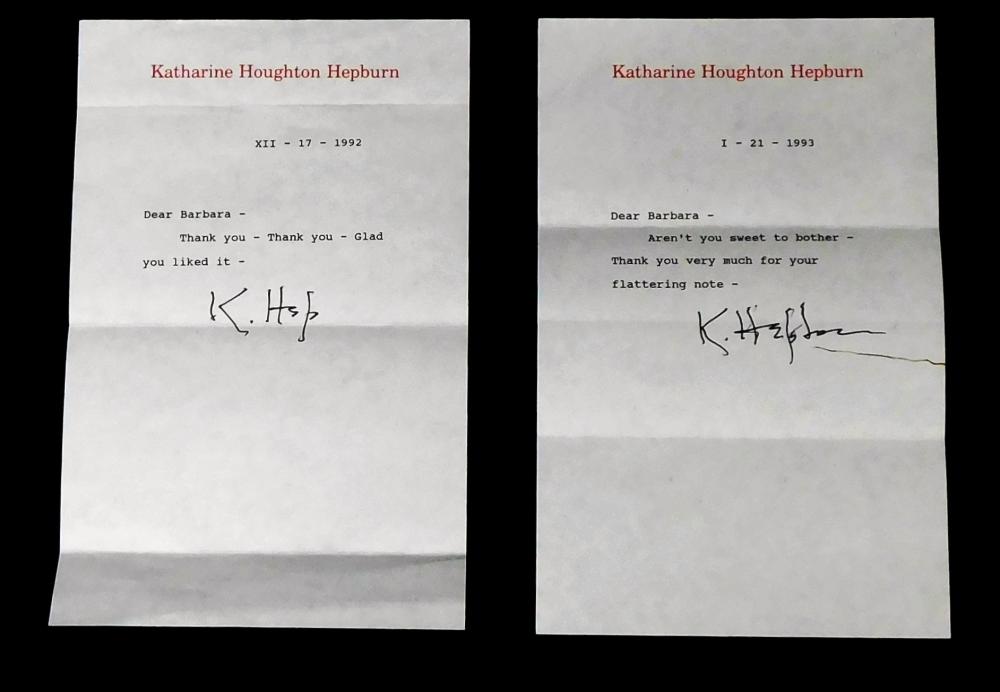 Katharine Houghton Hepburn
XII - 17 - 1992
Dear Barbara -
Thank you - Thank you - Glad
you liked it -
K. Hep
Katharine Houghton Hepburn
I - 21 - 1993
Dear Barbara -
Aren't you sweet to bother -
Thank you very much for your
flattering note -
K. Hepburn